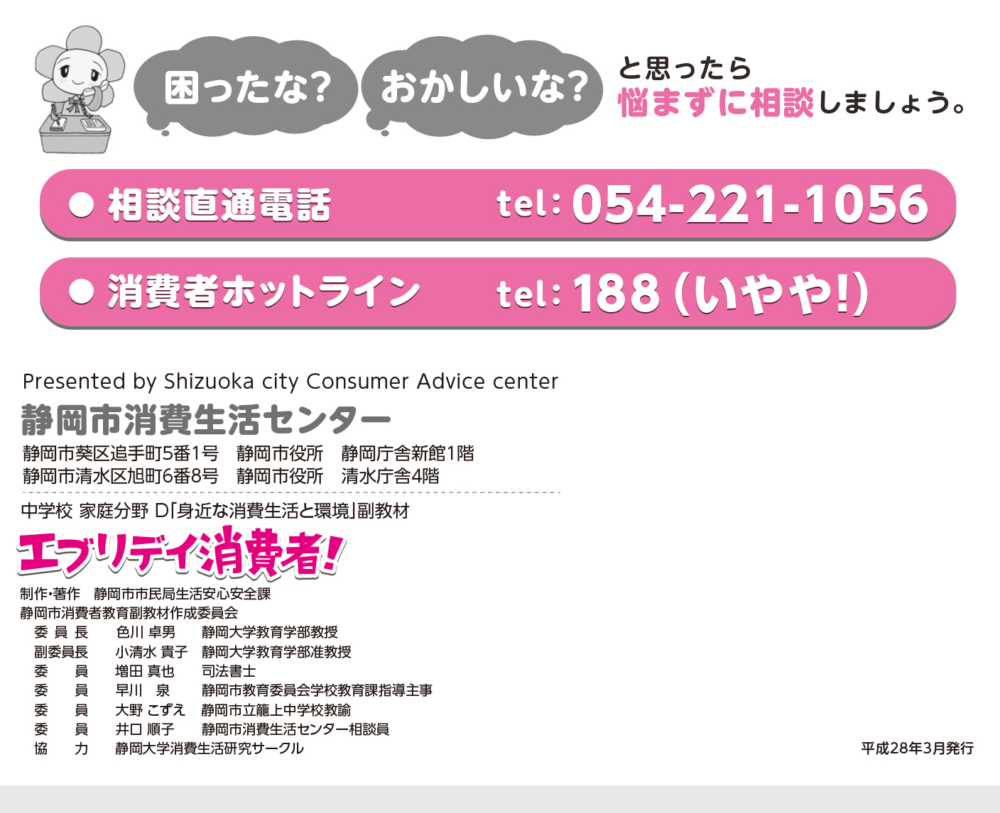 困ったな? おかしいな? と思ったら
悩まずに相談しましょう。
● 相談直通電話 tel：054-221-1056
● 消費者ホットライン tel：188（いやや!）
Presented by Shizuoka city Consumer Advice center
静岡市消費生活センター
静岡市葵区追手町5番1号　静岡市役所　静岡庁舎新館1階
静岡市清水区旭町6番8号　静岡市役所　清水庁舎4階
中学校 家庭分野 D「身近な消費生活と環境」副教材
エブリデイ消費者!
制作・著作　静岡市市民局生活安心安全課
静岡市消費者教育副教材作成委員会
委 員 長　色川 卓男　静岡大学教育学部教授
副委員長　小清水 貴子　静岡大学教育学部准教授
委　　員　増田 真也　司法書士
委　　員　早川　泉　静岡市教育委員会学校教育課指導主事
委　　員　大野 こずえ　静岡市立籠上中学校教諭
委　　員　井口 順子　静岡市消費生活センター相談員
協　　力　静岡大学消費生活研究サークル
平成28年3月発行